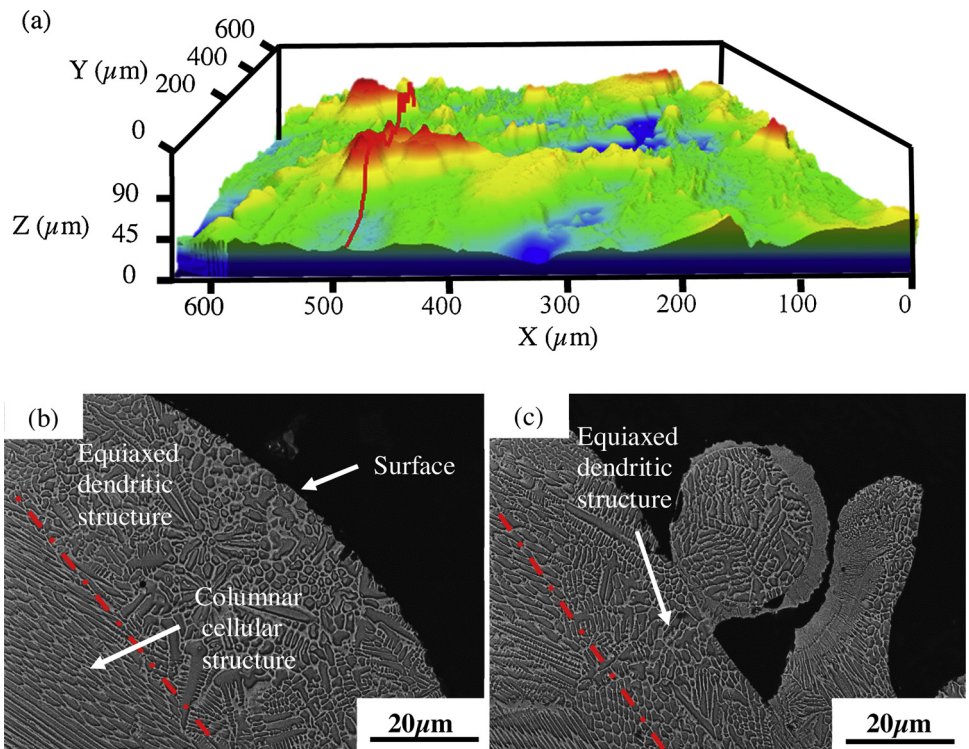 (a)
600
400
200
0
Y (µm)
90
45
0
Z (µm)
600
500
400
300
200
100
0
X (µm)
(b)
Equiaxed
dendritic
structure
Surface
Columnar
cellular
structure
20µm
(c)
Equiaxed
dendritic
structure
20µm